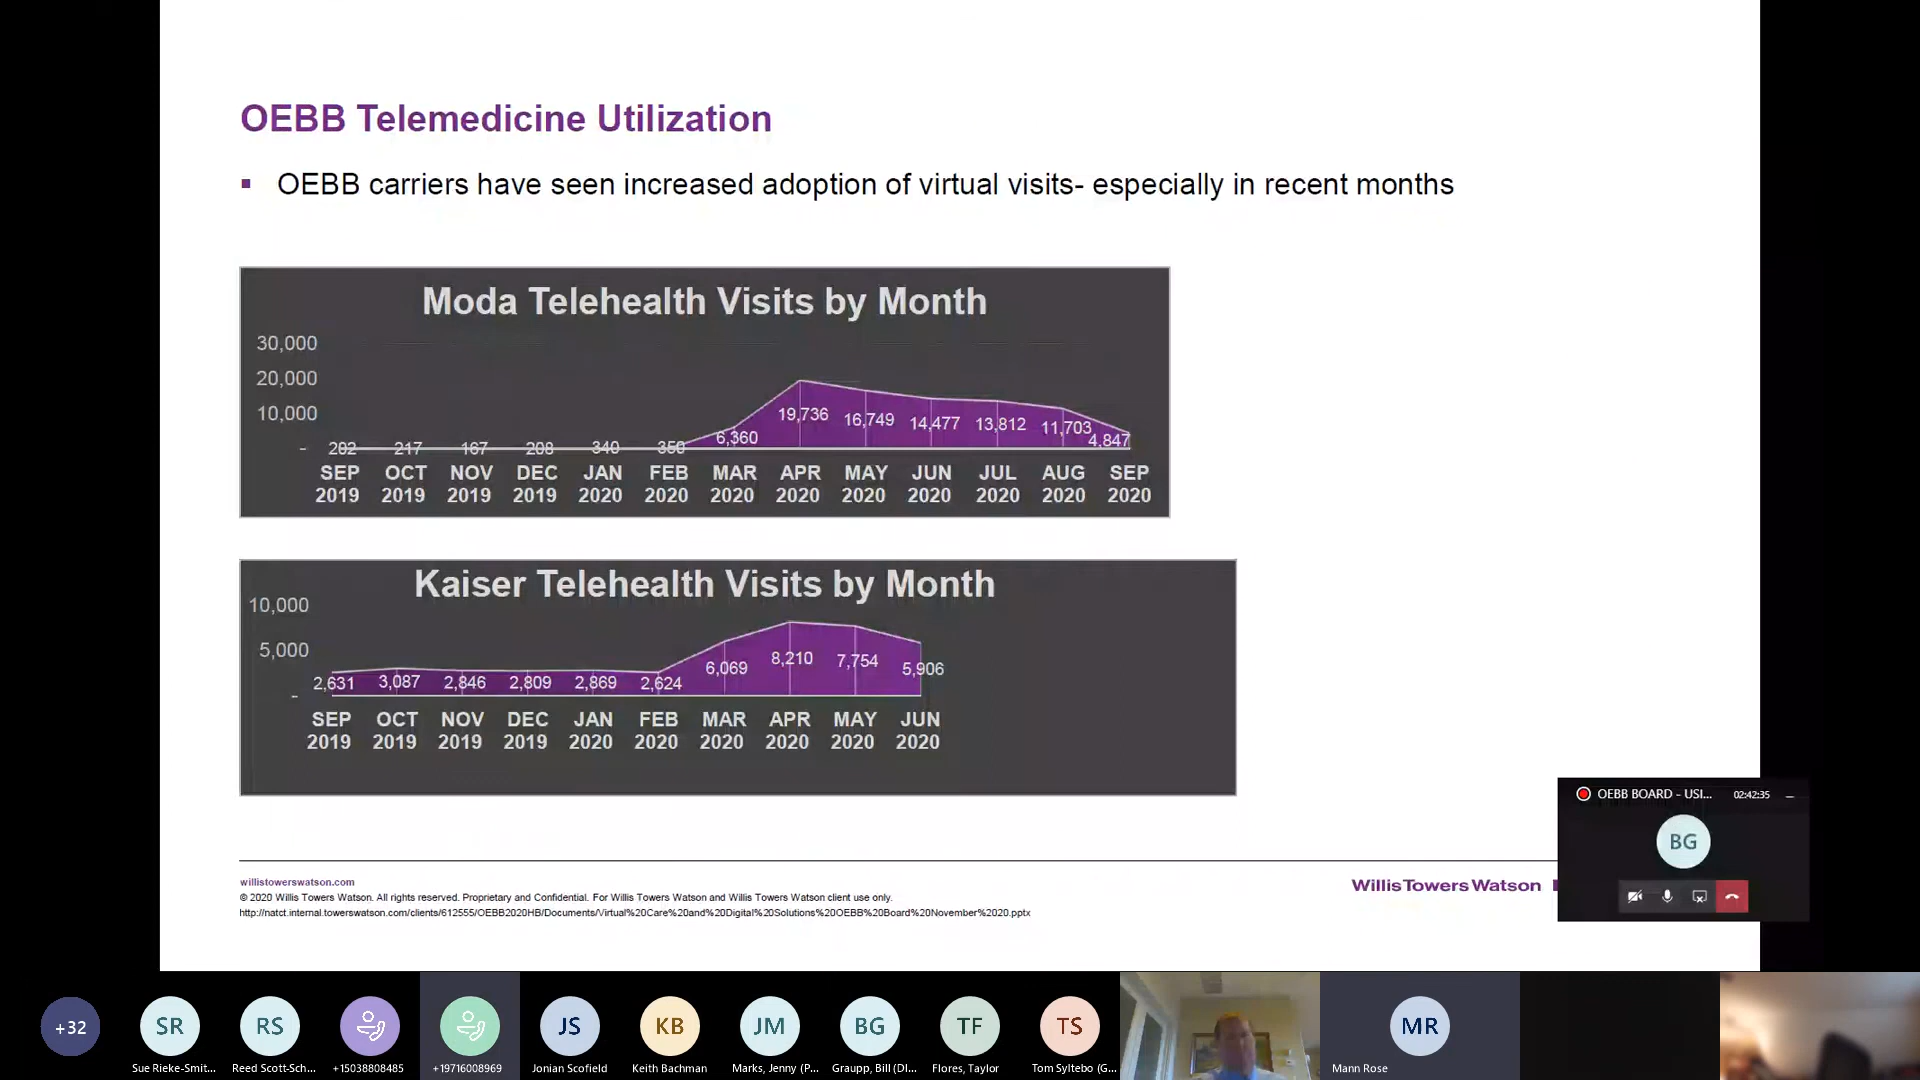 OEBB Telemedicine Utilization
▪ OEBB carriers have seen increased adoption of virtual visits- especially in recent months
Moda Telehealth Visits by Month
30,000
20,000
10,000
-
202 217 167 208 340 350 6,360 19,736 16,749 14,477 13,812 11,703 4,847
SEP OCT NOV DEC JAN FEB MAR APR MAY JUN JUL AUG SEP
2019 2019 2019 2019 2020 2020 2020 2020 2020 2020 2020 2020 2020
Kaiser Telehealth Visits by Month
10,000
5,000
-
2,631 3,087 2,846 2,809 2,869 2,624 6,069 8,210 7,754 5,906
SEP OCT NOV DEC JAN FEB MAR APR MAY JUN
2019 2019 2019 2019 2020 2020 2020 2020 2020 2020
OEBB BOARD - USI... 02:42:35
BG
willistowerswatson.com
WillisTowersWatson
© 2020 Willis Towers Watson. All rights reserved. Proprietary and Confidential. For Willis Towers Watson and Willis Towers Watson client use only.
http://natct.internal.towerswatson.com/clients/612555/OEBB2020HB/Documents/Virtual%20Care%20and%20Digital%20Solutions%20OEBB%20Board%20November%2020.pptx
+32 SR RS JS KB JM BG TF TS MR
Sue Rieke-Smit... Reed Scott-Sch... +15038808485 +19716008969 Jonian Scofield Keith Bachman Marks, Jenny (P... Graupp, Bill (DI... Flores, Taylor Tom Syltebo (G... Mann Rose